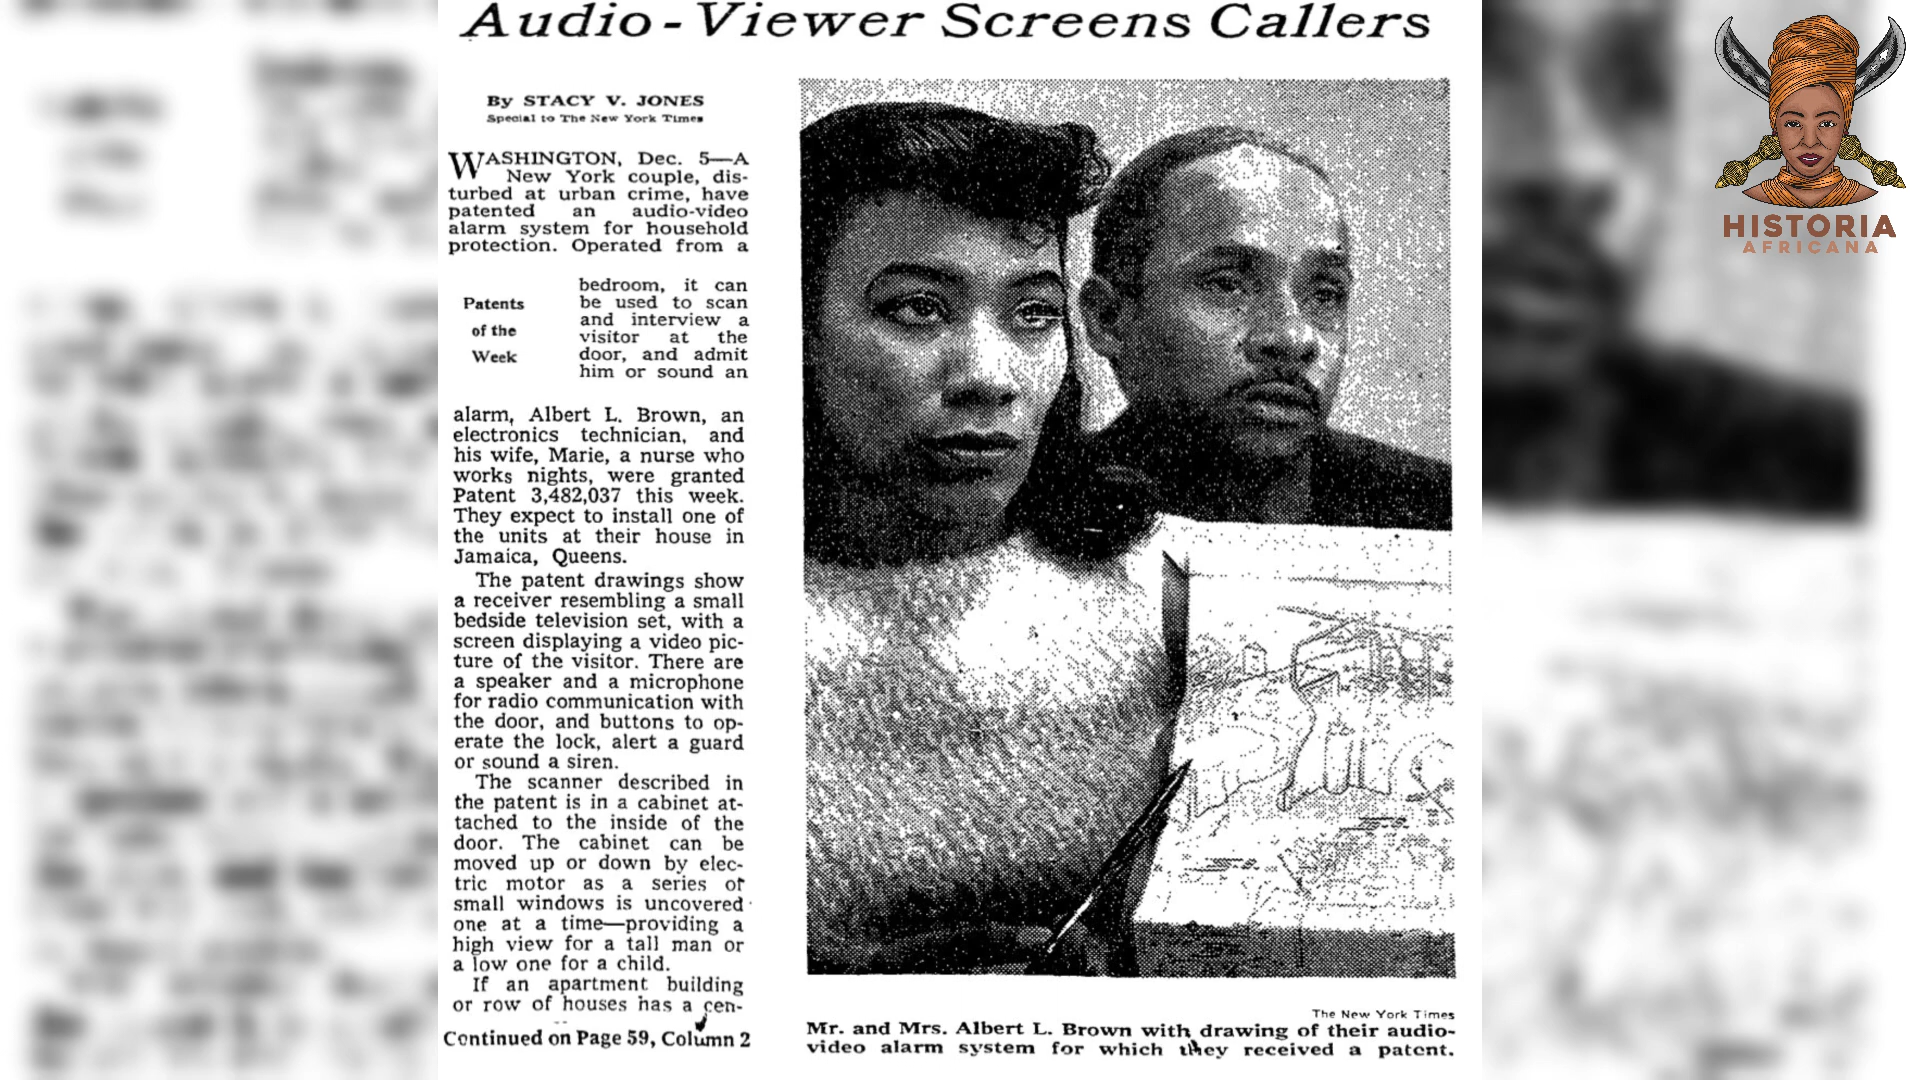 Audio-Viewer Screens Callers
By STACY V. JONES
Special to The New York Times
WASHINGTON, Dec. 5—A
New York couple, dis-
turbed at urban crime, have
patented an audio-video
alarm system for household
protection. Operated from a
Patents
of the
Week
bedroom, it can
be used to scan
and interview a
visitor at the
door, and admit
him or sound an
alarm, Albert L. Brown, an
electronics technician, and
his wife, Marie, a nurse who
works nights, were granted
Patent 3,482,037 this week.
They expect to install one of
the units at their house in
Jamaica, Queens.
The patent drawings show
a receiver resembling a small
bedside television set, with a
screen displaying a video pic-
ture of the visitor. There are
a speaker and a microphone
for radio communication with
the door, and buttons to op-
erate the lock, alert a guard
or sound a siren.
The scanner described in
the patent is in a cabinet at-
tached to the inside of the
door. The cabinet can be
moved up or down by elec-
tric motor as a series of
small windows is uncovered
one at a time—providing a
high view for a tall man or
a low one for a child.
If an apartment building
or row of houses has a cen-
Continued on Page 59, Column 2
The New York Times
Mr. and Mrs. Albert L. Brown with drawing of their audio-
video alarm system for which they received a patent.
HISTORIA
AFRICANA